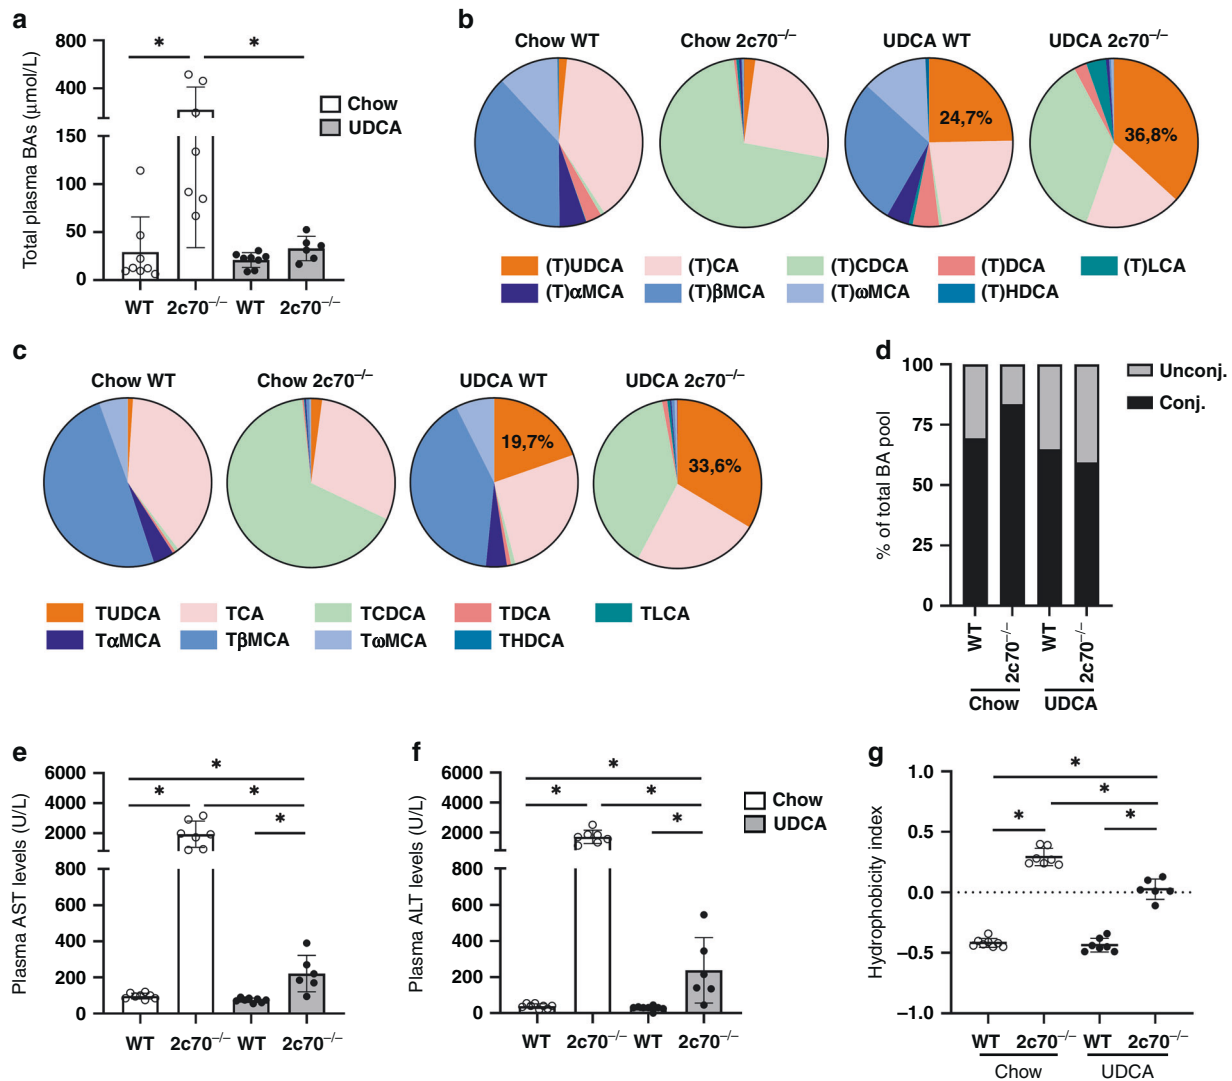 a
Total plasma BAs (μmol/L)
800
400
150
100
50
0
*
*
WT
2c70–/–
WT
2c70–/–
Chow
UDCA
b
Chow WT
Chow 2c70–/–
UDCA WT
UDCA 2c70–/–
24,7%
36,8%
(T)UDCA
(T)CA
(T)CDCA
(T)DCA
(T)LCA
(T)αMCA
(T)βMCA
(T)ωMCA
(T)HDCA
c
Chow WT
Chow 2c70–/–
UDCA WT
UDCA 2c70–/–
19,7%
33,6%
TUDCA
TCA
TCDCA
TDCA
TLCA
TαMCA
TβMCA
TωMCA
THDCA
d
% of total BA pool
100
75
50
25
0
Unconj.
Conj.
WT
2c70–/–
WT
2c70–/–
Chow
UDCA
e
Plasma AST levels (U/L)
6000
4000
2000
800
600
400
200
0
*
*
*
*
WT
2c70–/–
WT
2c70–/–
f
Plasma ALT levels (U/L)
6000
4000
2000
800
600
400
200
0
*
*
*
*
WT
2c70–/–
WT
2c70–/–
Chow
UDCA
g
Hydrophobicity index
1.0
0.5
0.0
–0.5
–1.0
*
*
*
*
WT
2c70–/–
WT
2c70–/–
Chow
UDCA